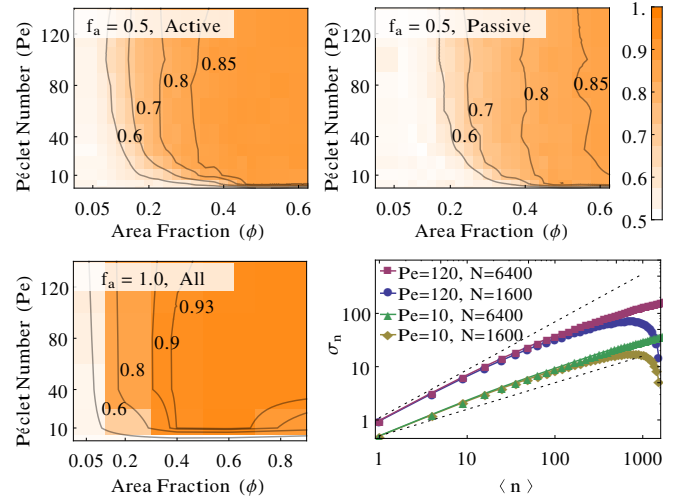 f_a = 0.5, Active
Péclet Number (Pe)
120
80
40
10
0.6
0.7
0.8
0.85
0.05 0.2 0.4 0.6
Area Fraction (ϕ)
f_a = 0.5, Passive
Péclet Number (Pe)
120
80
40
10
0.6
0.7
0.8
0.85
0.05 0.2 0.4 0.6
Area Fraction (ϕ)
1.
0.9
0.8
0.7
0.6
0.5
f_a = 1.0, All
Péclet Number (Pe)
120
80
40
10
0.6
0.8
0.9
0.93
0.05 0.2 0.4 0.6 0.8
Area Fraction (ϕ)
Pe=120, N=6400
Pe=120, N=1600
Pe=10, N=6400
Pe=10, N=1600
σ_n
100
10
1
1 10 100 1000
⟨ n ⟩